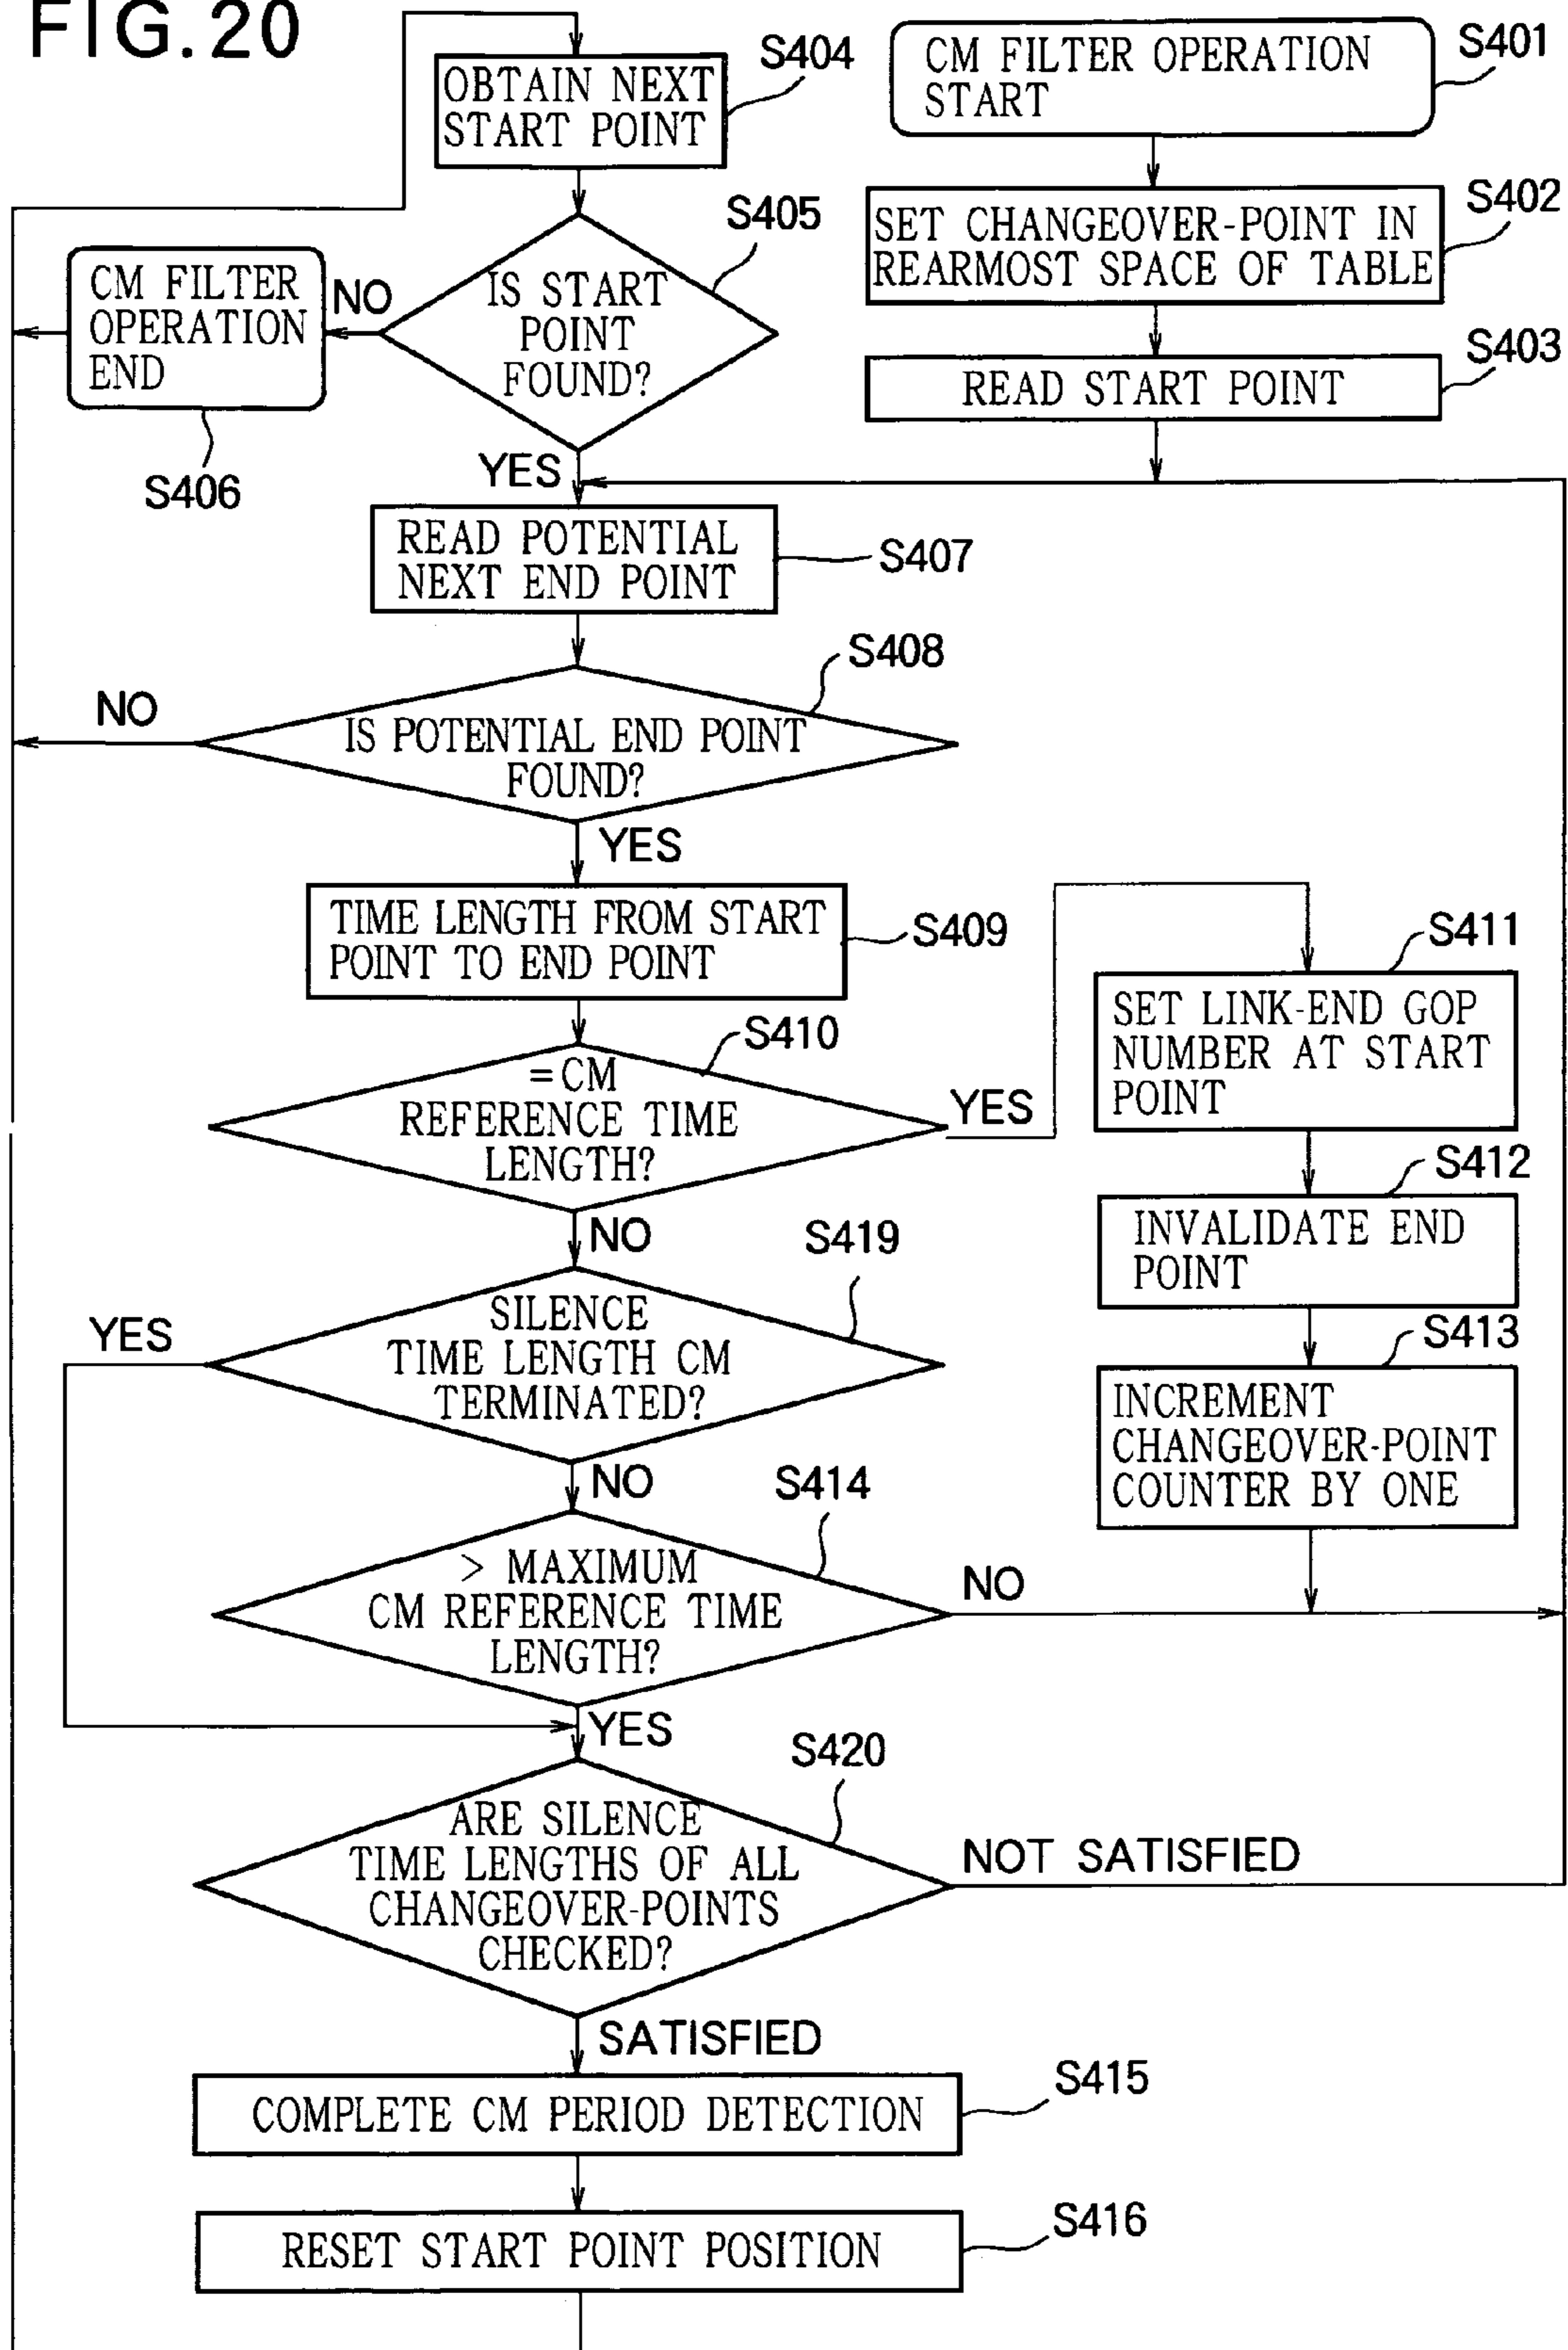 FIG.20
CM FILTER OPERATION
START
S401
SET CHANGEOVER-POINT IN
REARMOST SPACE OF TABLE
S402
READ START POINT
S403
OBTAIN NEXT
START POINT
S404
IS START
POINT
FOUND?
S405
NO
CM FILTER
OPERATION
END
S406
YES
READ POTENTIAL
NEXT END POINT
S407
IS POTENTIAL END POINT
FOUND?
S408
NO
YES
TIME LENGTH FROM START
POINT TO END POINT
S409
=CM
REFERENCE TIME
LENGTH?
S410
YES
SET LINK-END GOP
NUMBER AT START
POINT
S411
INVALIDATE END
POINT
S412
INCREMENT
CHANGEOVER-POINT
COUNTER BY ONE
S413
NO
SILENCE
TIME LENGTH CM
TERMINATED?
S419
YES
NO
> MAXIMUM
CM REFERENCE TIME
LENGTH?
S414
NO
YES
ARE SILENCE
TIME LENGTHS OF ALL
CHANGEOVER-POINTS
CHECKED?
S420
NOT SATISFIED
SATISFIED
COMPLETE CM PERIOD DETECTION
S415
RESET START POINT POSITION
S416